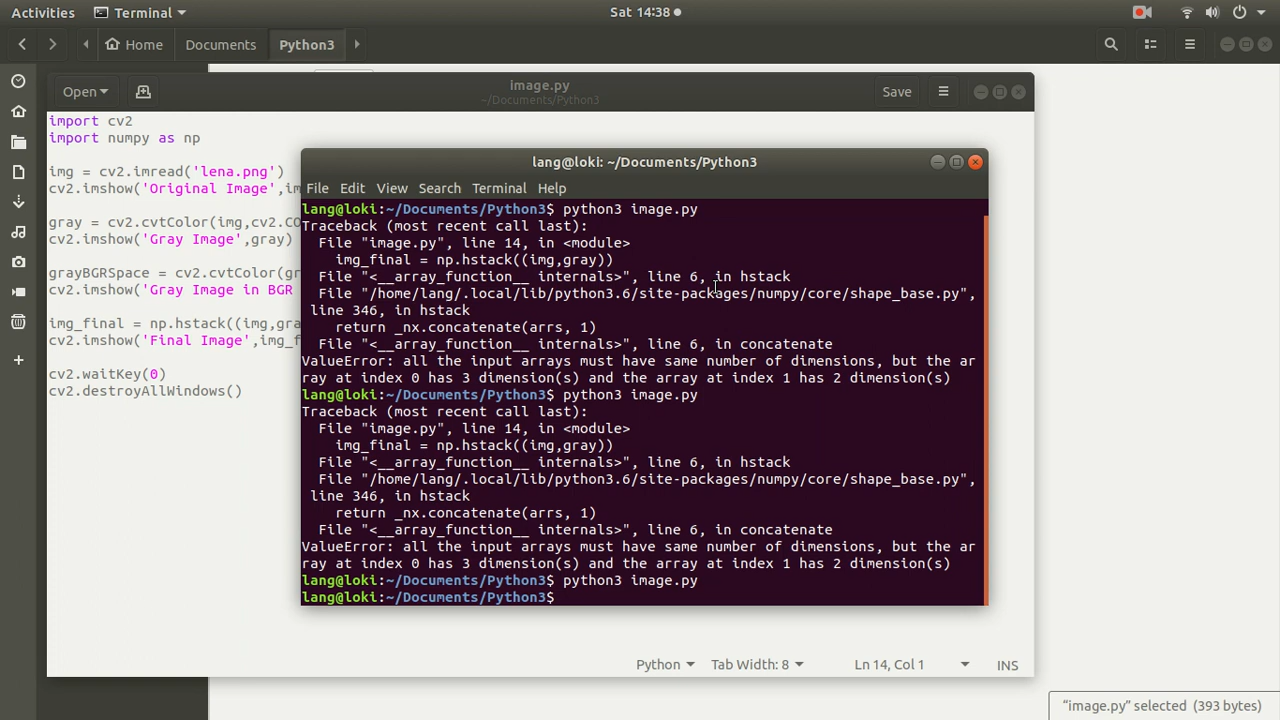 Activities Terminal Sat 14:38
Home Documents Python3
Open image.py Save
~/Documents/Python3
import cv2
import numpy as np
img = cv2.imread('lena.png')
cv2.imshow('Original Image',im
gray = cv2.cvtColor(img,cv2.CO
cv2.imshow('Gray Image',gray)
grayBGRSpace = cv2.cvtColor(gr
cv2.imshow('Gray Image in BGR
img_final = np.hstack((img,gra
cv2.imshow('Final Image',img_f
cv2.waitKey(0)
cv2.destroyAllWindows()
lang@loki: ~/Documents/Python3
File Edit View Search Terminal Help
lang@loki:~/Documents/Python3$ python3 image.py
Traceback (most recent call last):
File "image.py", line 14, in <module>
img_final = np.hstack((img,gray))
File "<__array_function__ internals>", line 6, in hstack
File "/home/lang/.local/lib/python3.6/site-packages/numpy/core/shape_base.py",
line 346, in hstack
return _nx.concatenate(arrs, 1)
File "<__array_function__ internals>", line 6, in concatenate
ValueError: all the input arrays must have same number of dimensions, but the ar
ray at index 0 has 3 dimension(s) and the array at index 1 has 2 dimension(s)
lang@loki:~/Documents/Python3$ python3 image.py
Traceback (most recent call last):
File "image.py", line 14, in <module>
img_final = np.hstack((img,gray))
File "<__array_function__ internals>", line 6, in hstack
File "/home/lang/.local/lib/python3.6/site-packages/numpy/core/shape_base.py",
line 346, in hstack
return _nx.concatenate(arrs, 1)
File "<__array_function__ internals>", line 6, in concatenate
ValueError: all the input arrays must have same number of dimensions, but the ar
ray at index 0 has 3 dimension(s) and the array at index 1 has 2 dimension(s)
lang@loki:~/Documents/Python3$ python3 image.py
lang@loki:~/Documents/Python3$
Python Tab Width: 8 Ln 14, Col 1 INS
“image.py” selected (393 bytes)